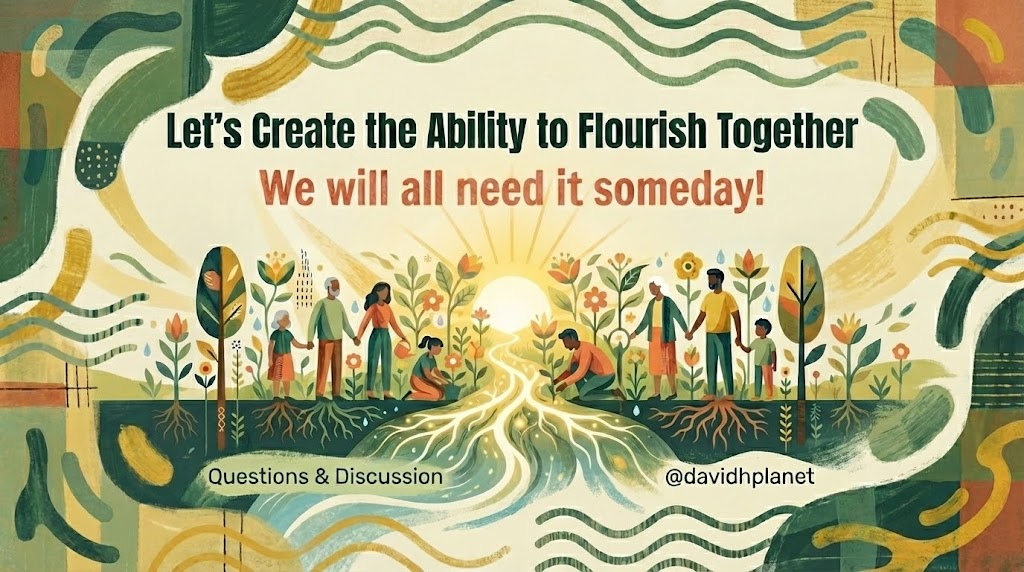 Let's Create the Ability to Flourish Together
We will all need it someday!
Questions & Discussion
@davidhplanet